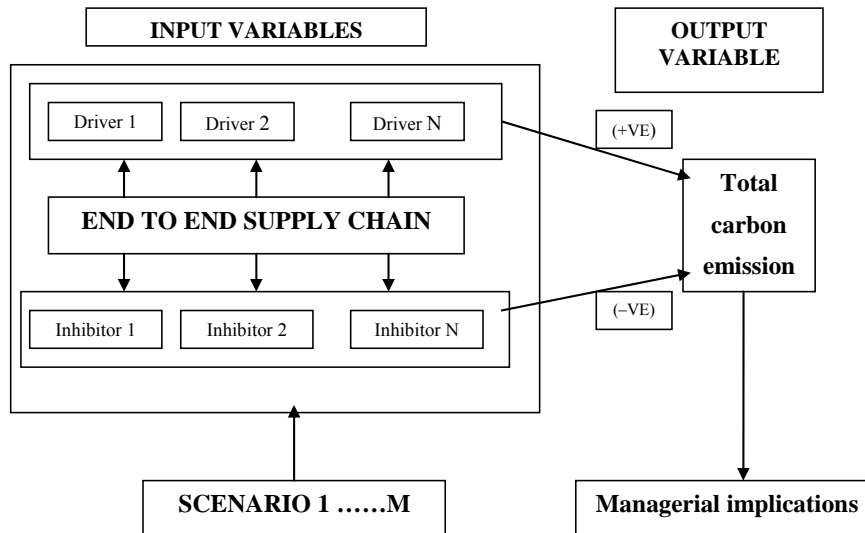 INPUT VARIABLES
OUTPUT
VARIABLE
Driver 1
Driver 2
Driver N
(+VE)
Total
carbon
emission
END TO END SUPPLY CHAIN
(–VE)
Inhibitor 1
Inhibitor 2
Inhibitor N
SCENARIO 1 ……M
Managerial implications